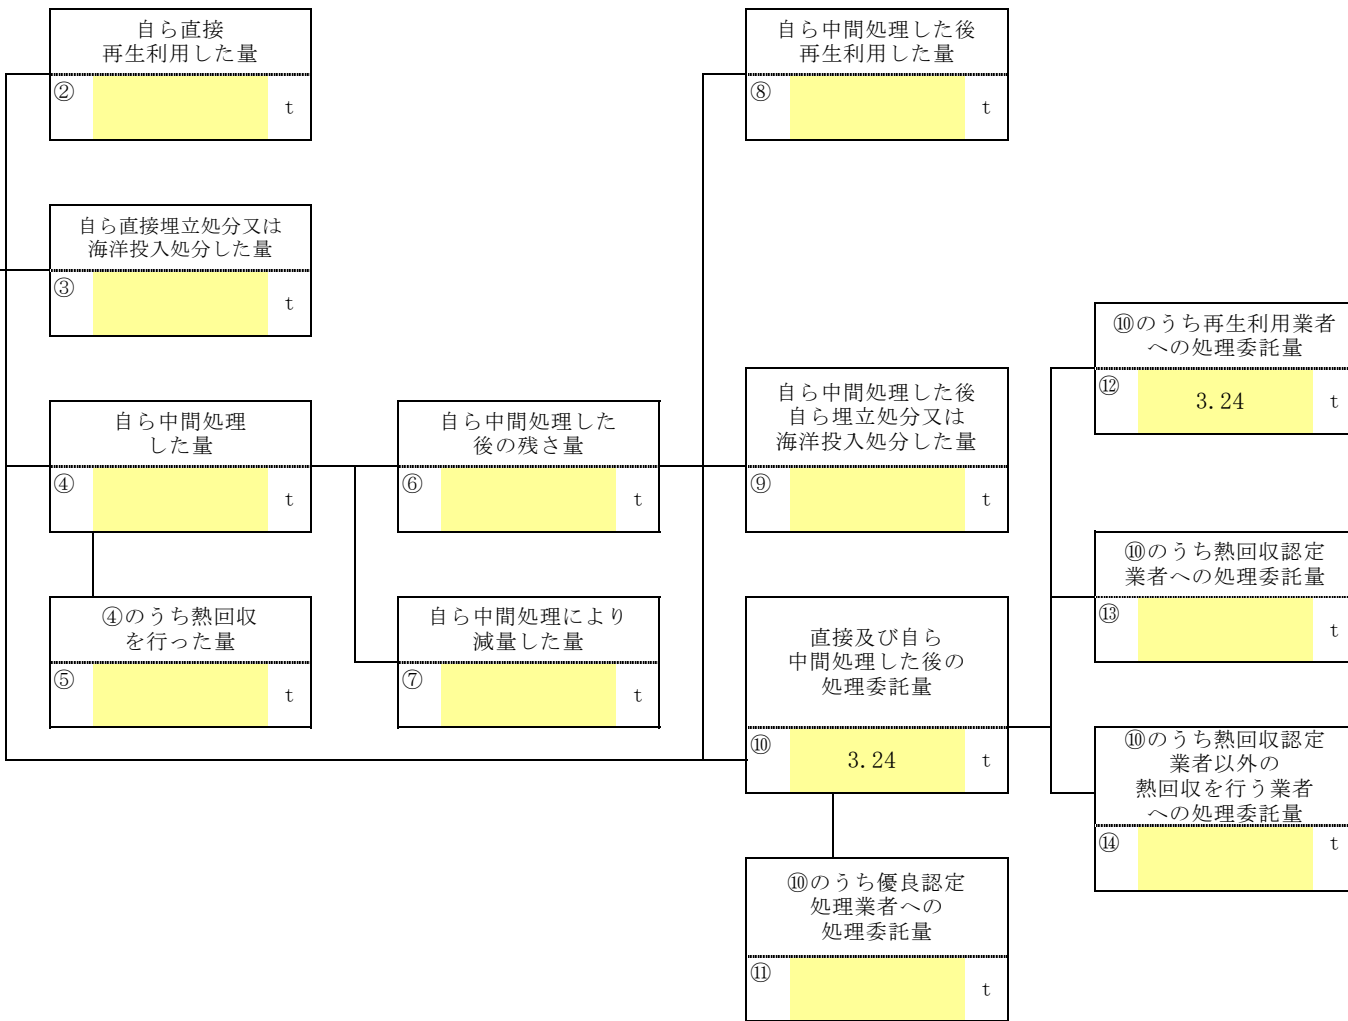 自ら直接
再生利用した量
②
t
自ら中間処理した後
再生利用した量
⑧
t
自ら直接埋立処分又は
海洋投入処分した量
③
t
⑩のうち再生利用業者
への処理委託量
⑫
3.24
t
自ら中間処理
した量
④
t
自ら中間処理した
後の残さ量
⑥
t
自ら中間処理した後
自ら埋立処分又は
海洋投入処分した量
⑨
t
⑩のうち熱回収認定
業者への処理委託量
⑬
t
④のうち熱回収
を行った量
⑤
t
自ら中間処理により
減量した量
⑦
t
直接及び自ら
中間処理した後の
処理委託量
⑩
3.24
t
⑩のうち熱回収認定
業者以外の
熱回収を行う業者
への処理委託量
⑭
t
⑩のうち優良認定
処理業者への
処理委託量
⑪
t